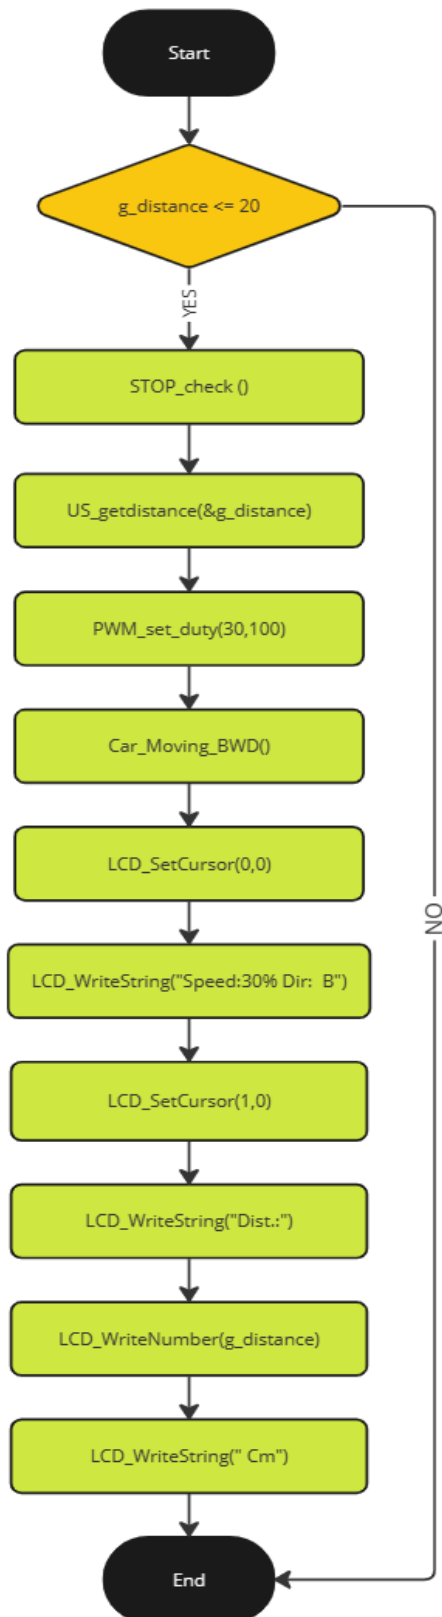 Start
g_distance <= 20
YES
STOP_check ()
US_getdistance(&g_distance)
PWM_set_duty(30,100)
Car_Moving_BWD()
LCD_SetCursor(0,0)
NO
LCD_WriteString("Speed:30% Dir:  B")
LCD_SetCursor(1,0)
LCD_WriteString("Dist.:")
LCD_WriteNumber(g_distance)
LCD_WriteString(" Cm")
End